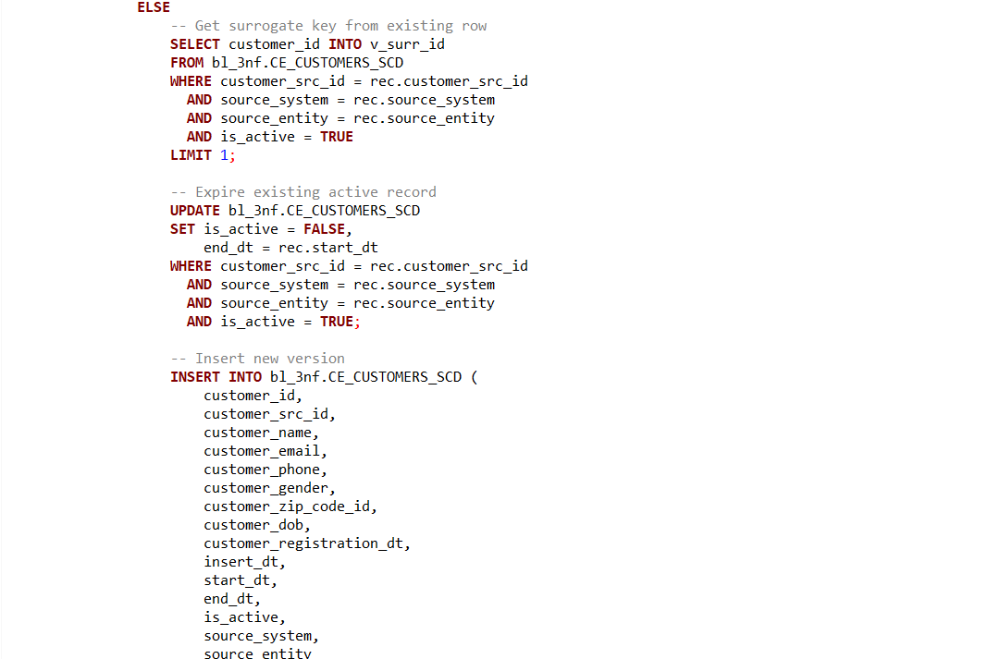 ELSE
-- Get surrogate key from existing row
SELECT customer_id INTO v_surr_id
FROM bl_3nf.CE_CUSTOMERS_SCD
WHERE customer_src_id = rec.customer_src_id
AND source_system = rec.source_system
AND source_entity = rec.source_entity
AND is_active = TRUE
LIMIT 1;
-- Expire existing active record
UPDATE bl_3nf.CE_CUSTOMERS_SCD
SET is_active = FALSE,
end_dt = rec.start_dt
WHERE customer_src_id = rec.customer_src_id
AND source_system = rec.source_system
AND source_entity = rec.source_entity
AND is_active = TRUE;
-- Insert new version
INSERT INTO bl_3nf.CE_CUSTOMERS_SCD (
customer_id,
customer_src_id,
customer_name,
customer_email,
customer_phone,
customer_gender,
customer_zip_code_id,
customer_dob,
customer_registration_dt,
insert_dt,
start_dt,
end_dt,
is_active,
source_system,
source_entity